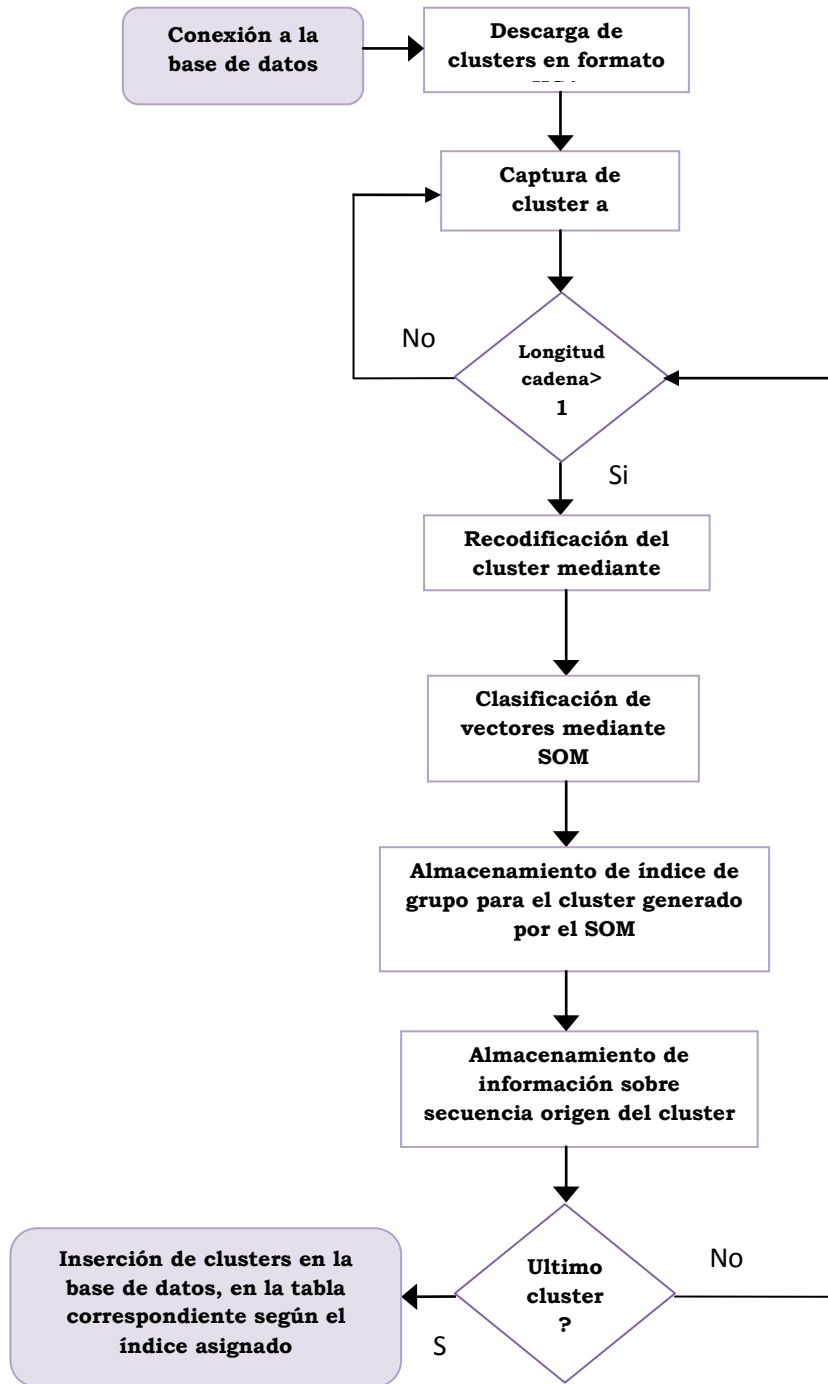 Conexión a la
base de datos
Descarga de
clusters en formato
Captura de
cluster a
No
Longitud
cadena>
1
Si
Recodificación del
cluster mediante
Clasificación de
vectores mediante
SOM
Almacenamiento de índice de
grupo para el cluster generado
por el SOM
Almacenamiento de
información sobre
secuencia origen del cluster
Ultimo
cluster
?
No
S
Inserción de clusters en la
base de datos, en la tabla
correspondiente según el
índice asignado